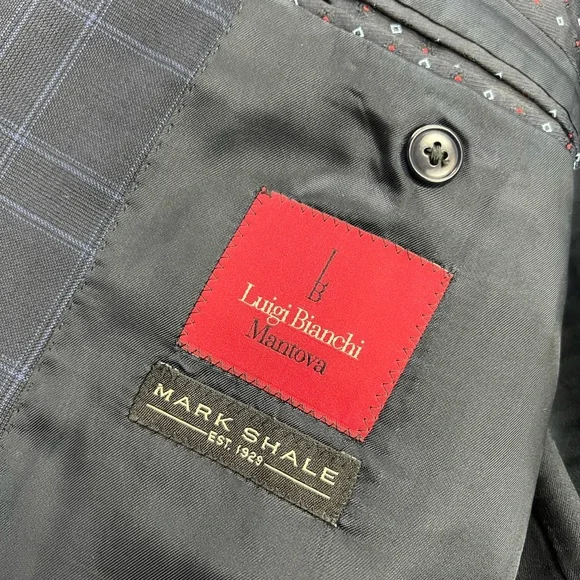 LB
Luigi Bianchi
Mantova
MARK SHALE
EST. 1929